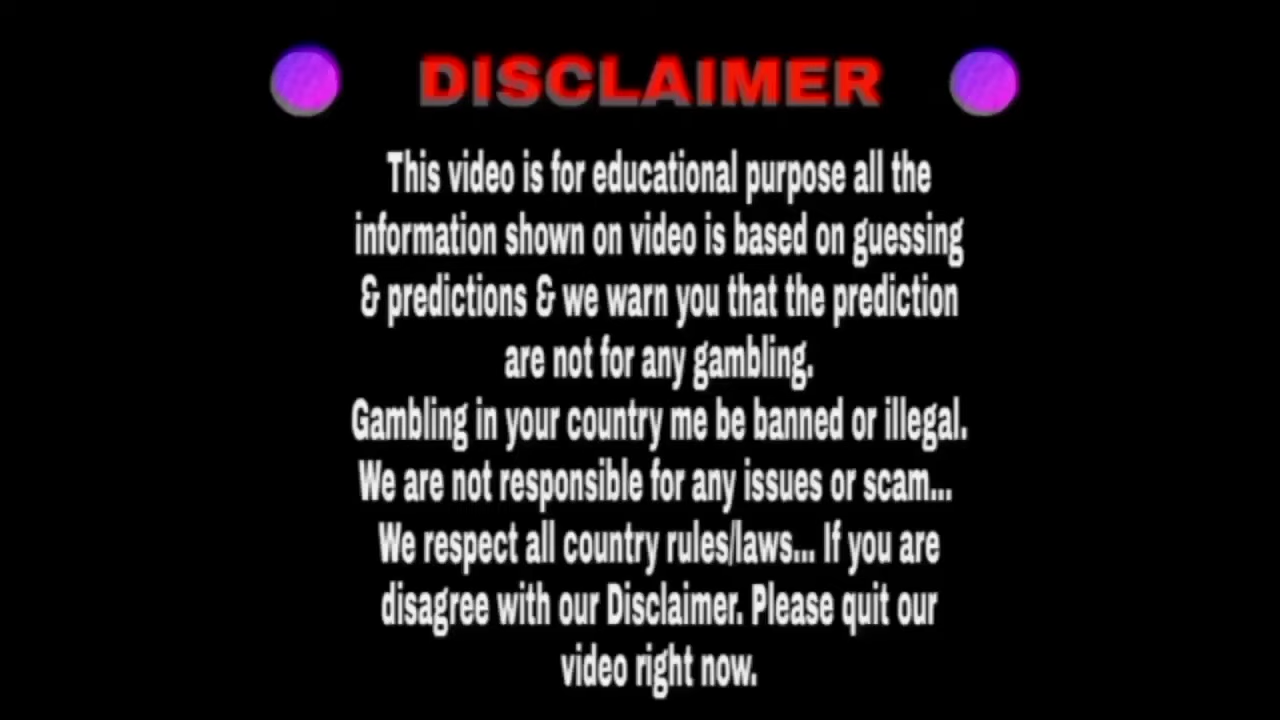 DISCLAIMER
This video is for educational purpose all the
information shown on video is based on guessing
& predictions & we warn you that the prediction
are not for any gambling.
Gambling in your country me be banned or illegal.
We are not responsible for any issues or scam...
We respect all country rules/laws... If you are
disagree with our Disclaimer. Please quit our
video right now.